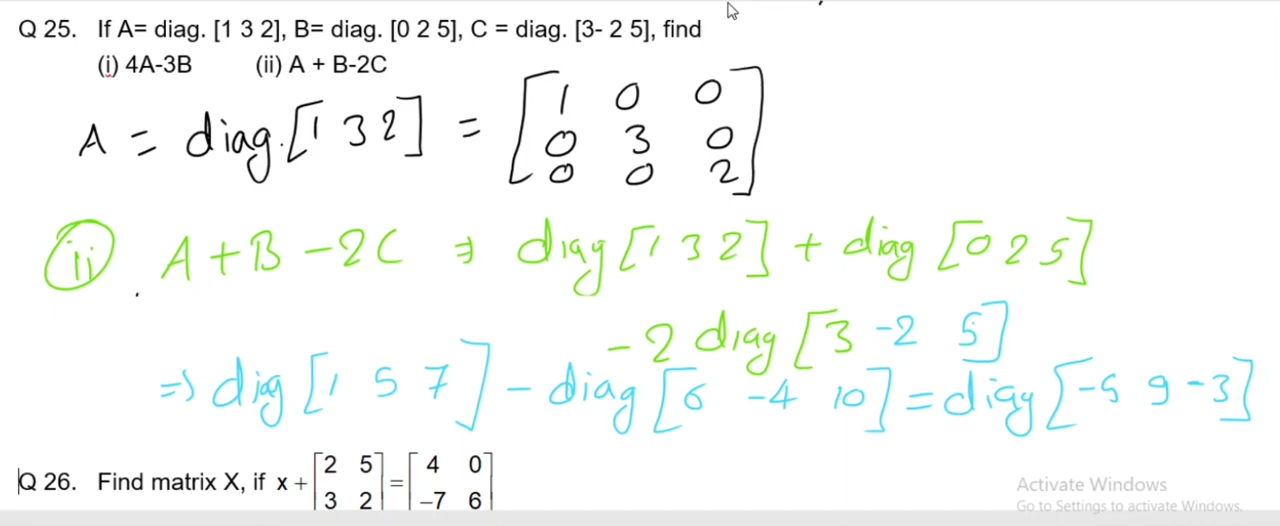 Q 25. If A= diag. [1 3 2], B= diag. [0 2 5], C = diag. [3- 2 5], find
(i) 4A-3B (ii) A + B-2C
A = diag. [1 3 2] = [1 0 0
0 3 0
0 0 2]
(ii) A + B - 2C ⇒ diag [1 3 2] + diag [0 2 5]
- 2 diag [3 -2 5]
⇒ diag [1 5 7] - diag [6 -4 10] = diag [-5 9 -3]
Q 26. Find matrix X, if x + [2 5 = [4 0
3 2] -7 6]
Activate Windows
Go to Settings to activate Windows.